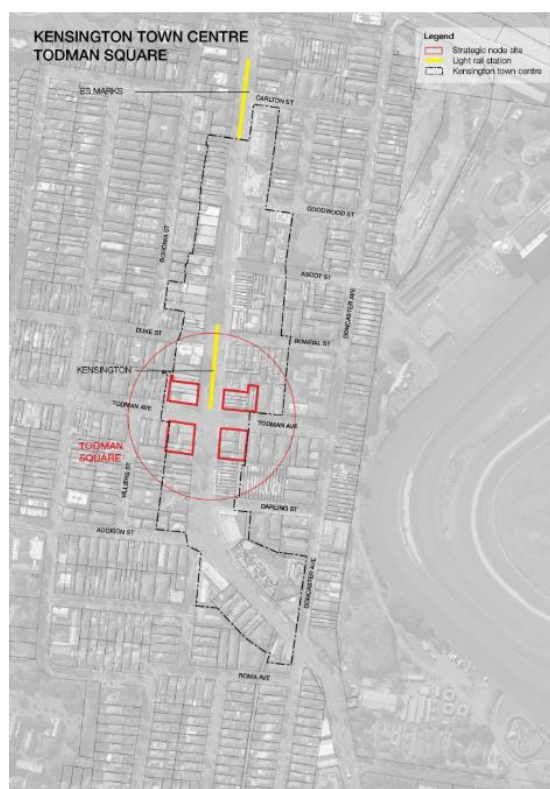 KENSINGTON TOWN CENTRE
TODMAN SQUARE
Legend
Strategic node site
Light rail station
Kensington town centre
ES MARKS
CARLTON ST
GOODWOOD ST
BOHOMIA ST
ASCOT ST
DONCASTER AVE
DUKE ST
BOWRAL ST
KENSINGTON
TODMAN AVE
TODMAN AVE
TODMAN
SQUARE
VILLIERS ST
DARLING ST
ADDISON ST
DONCASTER AVE
ROMA AVE